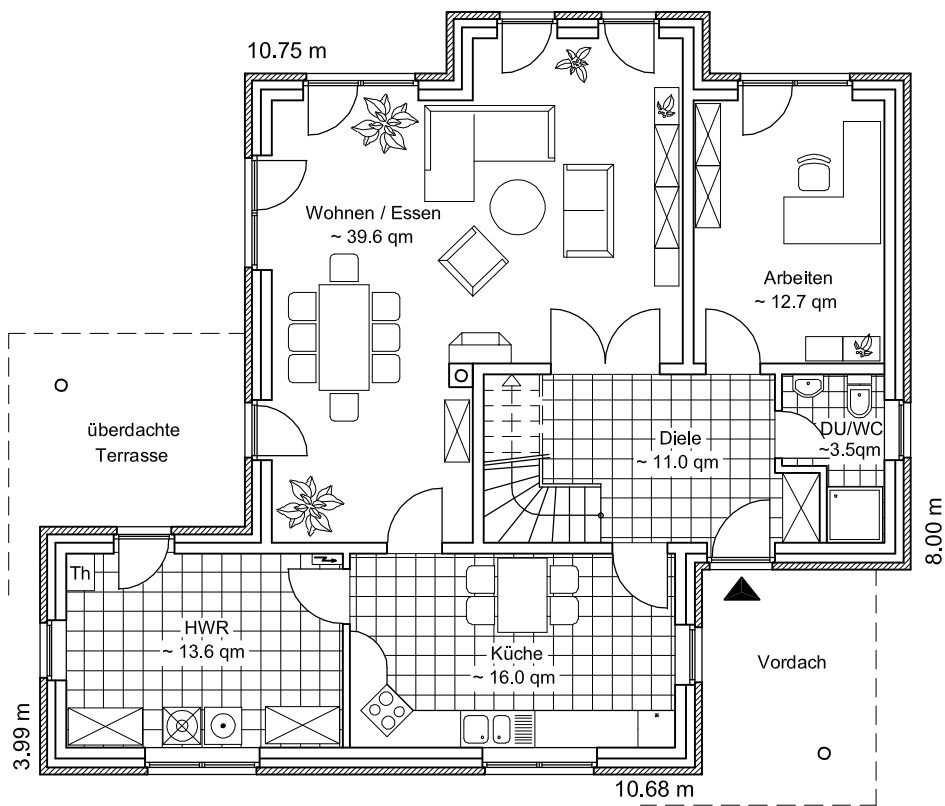 10.75 m
Wohnen / Essen
~ 39.6 qm
Arbeiten
~ 12.7 qm
überdachte
Terrasse
Diele
~ 11.0 qm
DU/WC
~3.5qm
8.00 m
Th
HWR
~ 13.6 qm
Küche
~ 16.0 qm
Vordach
3.99 m
10.68 m